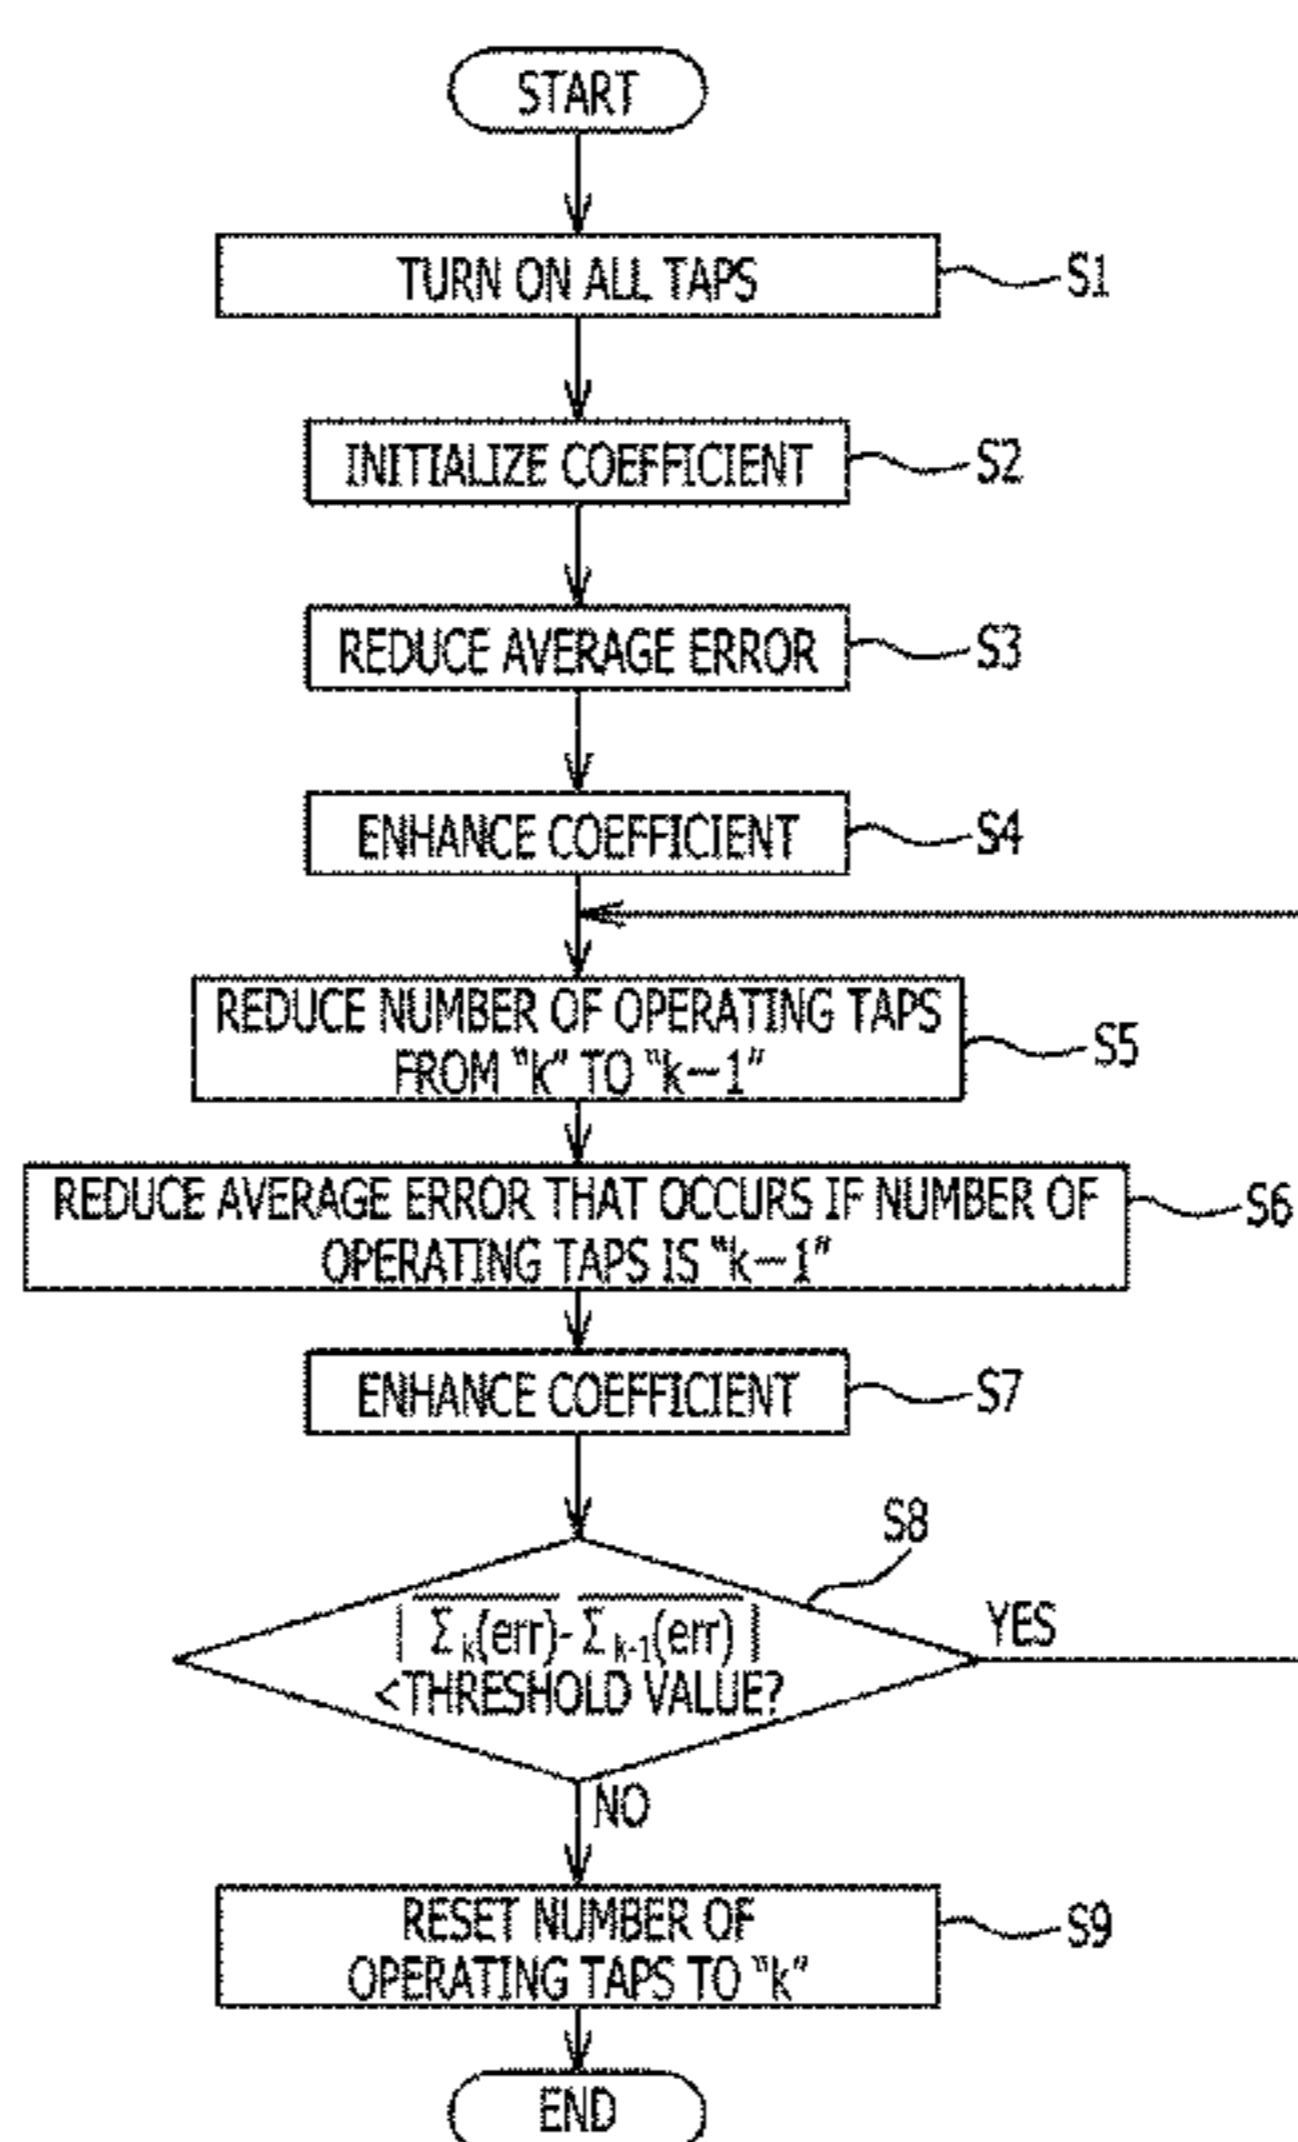 START
TURN ON ALL TAPS
S1
INITIALIZE COEFFICIENT
S2
REDUCE AVERAGE ERROR
S3
ENHANCE COEFFICIENT
S4
REDUCE NUMBER OF OPERATING TAPS
FROM "k" TO "k−1"
S5
REDUCE AVERAGE ERROR THAT OCCURS IF NUMBER OF
OPERATING TAPS IS "k−1"
S6
ENHANCE COEFFICIENT
S7
S8
| Σk(err)- Σk-1(err) |
<THRESHOLD VALUE?
YES
NO
RESET NUMBER OF
OPERATING TAPS TO "k"
S9
END